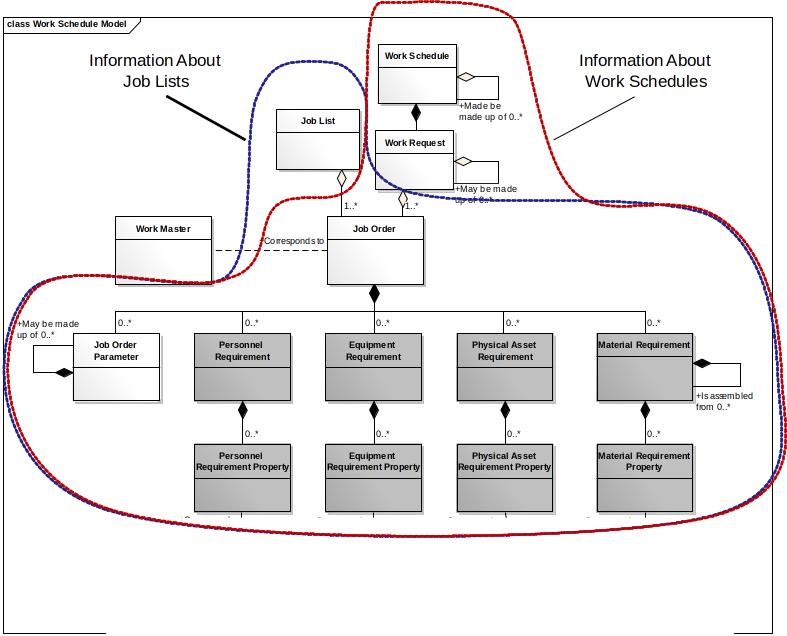 class Work Schedule Model
Information About
Job Lists
Information About
Work Schedules
Work Schedule
+Made be
made up of 0..*
Job List
Work Request
+May be made
up of 0..*
1..*
1..*
Work Master
Corresponds to
Job Order
+May be made
up of 0..*
0..*
0..*
0..*
0..*
0..*
Job Order
Parameter
Personnel
Requirement
Equipment
Requirement
Physical Asset
Requirement
Material Requirement
+Is assembled
from 0..*
0..*
0..*
0..*
0..*
Personnel
Requirement Property
Equipment
Requirement Property
Physical Asset
Requirement Property
Material Requirement
Property